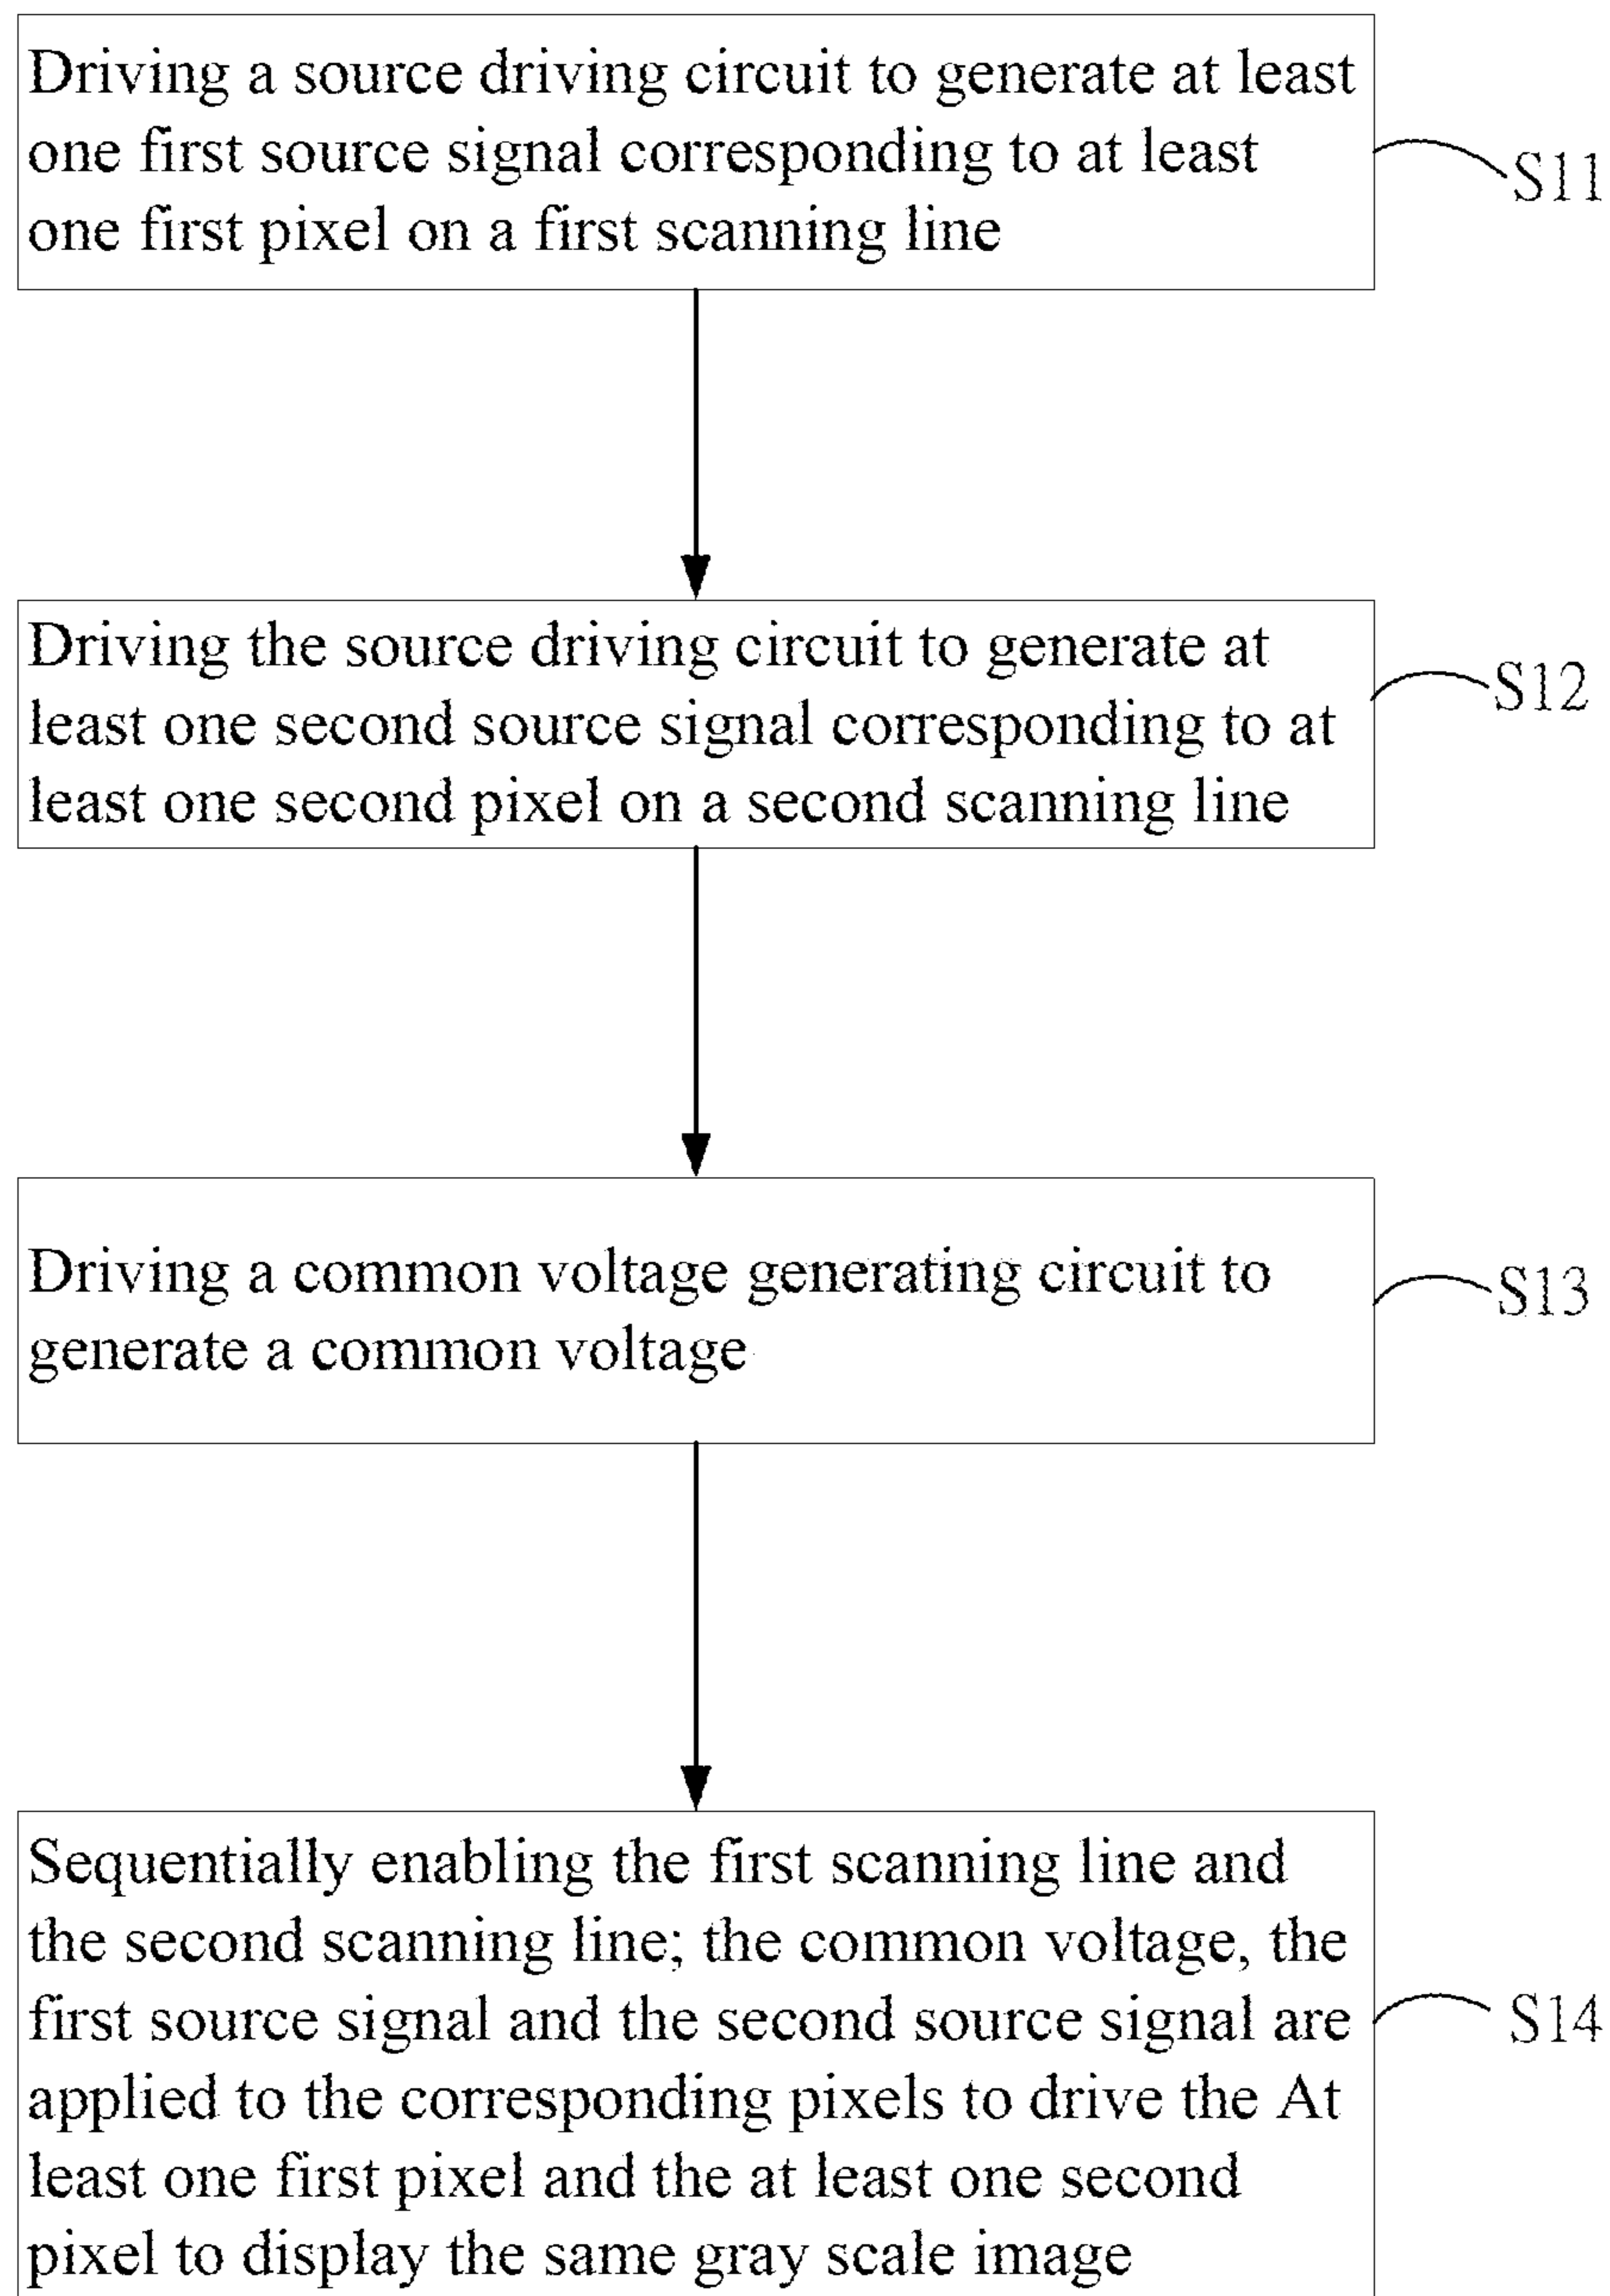 Driving a source driving circuit to generate at least
one first source signal corresponding to at least
one first pixel on a first scanning line
S11
Driving the source driving circuit to generate at
least one second source signal corresponding to at
least one second pixel on a second scanning line
S12
Driving a common voltage generating circuit to
generate a common voltage
S13
Sequentially enabling the first scanning line and
the second scanning line; the common voltage, the
first source signal and the second source signal are
applied to the corresponding pixels to drive the At
least one first pixel and the at least one second
pixel to display the same gray scale image
S14